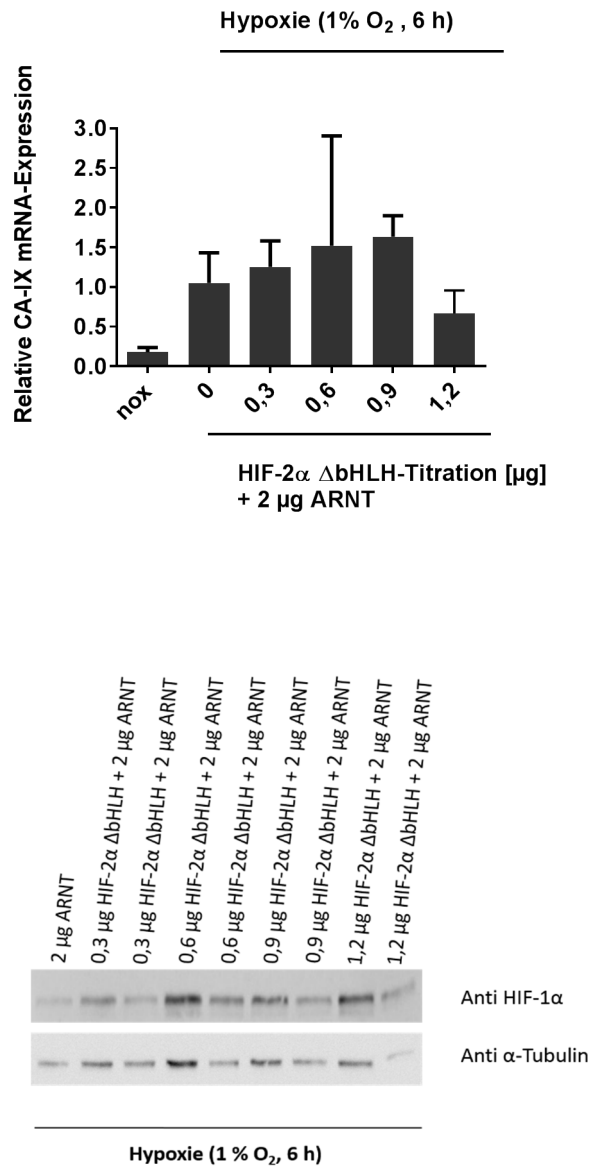 Hypoxie (1% O₂ , 6 h)
Relative CA-IX mRNA-Expression
3.0
2.5
2.0
1.5
1.0
0.5
0.0
nox
0
0,3
0,6
0,9
1,2
HIF-2α ΔbHLH-Titration [µg]
+ 2 µg ARNT
2 µg ARNT
0,3 µg HIF-2α ΔbHLH + 2 µg ARNT
0,3 µg HIF-2α ΔbHLH + 2 µg ARNT
0,6 µg HIF-2α ΔbHLH + 2 µg ARNT
0,6 µg HIF-2α ΔbHLH + 2 µg ARNT
0,9 µg HIF-2α ΔbHLH + 2 µg ARNT
0,9 µg HIF-2α ΔbHLH + 2 µg ARNT
1,2 µg HIF-2α ΔbHLH + 2 µg ARNT
1,2 µg HIF-2α ΔbHLH + 2 µg ARNT
Anti HIF-1α
Anti α-Tubulin
Hypoxie (1 % O₂, 6 h)